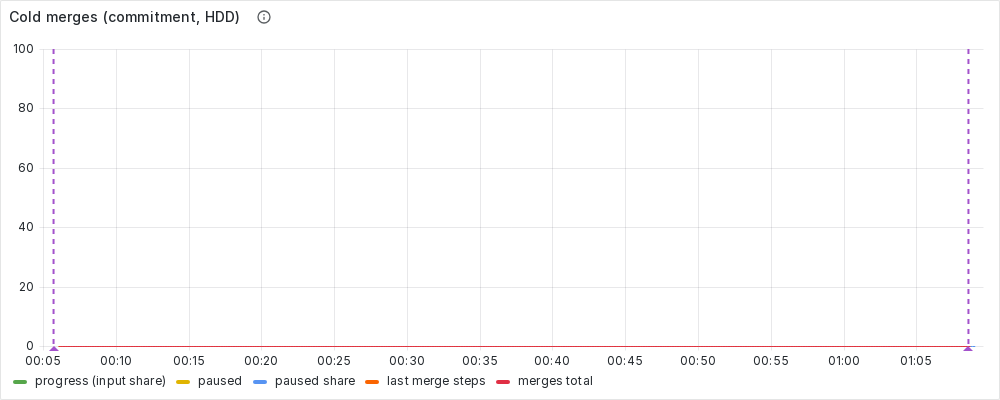 Cold merges (commitment, HDD)
100
80
60
40
20
0
00:05 00:10 00:15 00:20 00:25 00:30 00:35 00:40 00:45 00:50 00:55 01:00 01:05
progress (input share) paused paused share last merge steps merges total